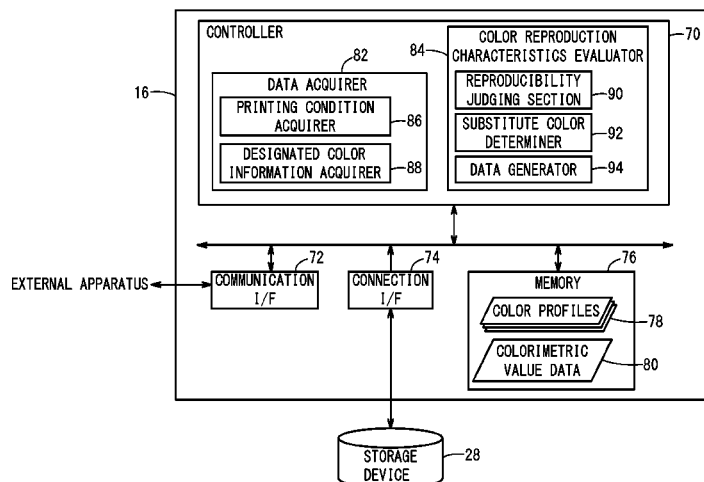 CONTROLLER
70
82
DATA ACQUIRER
PRINTING CONDITION
ACQUIRER
86
DESIGNATED COLOR
INFORMATION ACQUIRER
88
84
COLOR REPRODUCTION
CHARACTERISTICS EVALUATOR
REPRODUCIBILITY
JUDGING SECTION
90
SUBSTITUTE COLOR
DETERMINER
92
DATA GENERATOR
94
16
EXTERNAL APPARATUS
72
COMMUNICATION
I/F
74
CONNECTION
I/F
76
MEMORY
COLOR PROFILES
78
COLORIMETRIC
VALUE DATA
80
STORAGE
DEVICE
28